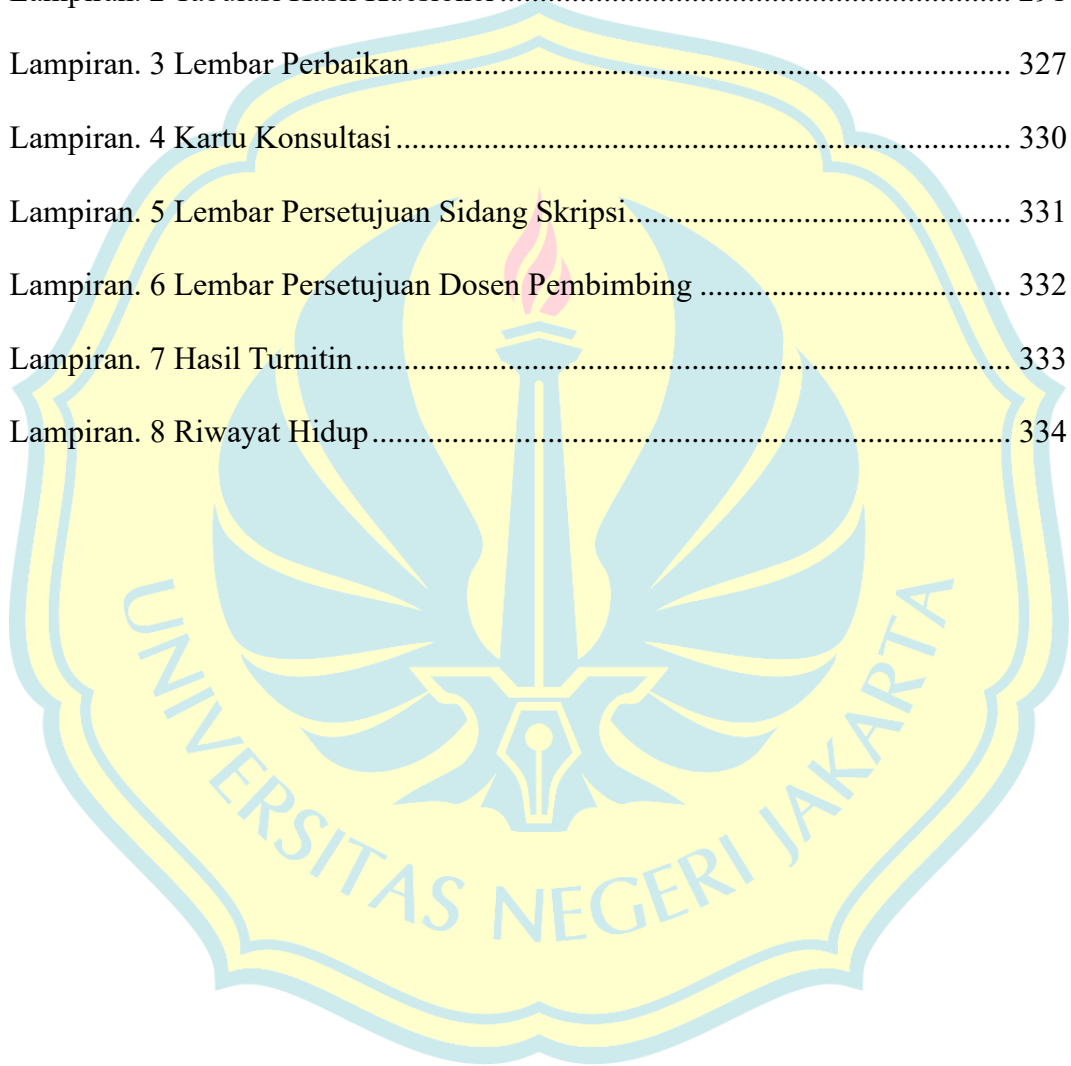 Lampiran. 3 Lembar Perbaikan........................................................................... 327
Lampiran. 4 Kartu Konsultasi............................................................................. 330
Lampiran. 5 Lembar Persetujuan Sidang Skripsi................................................ 331
Lampiran. 6 Lembar Persetujuan Dosen Pembimbing ....................................... 332
Lampiran. 7 Hasil Turnitin.................................................................................. 333
Lampiran. 8 Riwayat Hidup................................................................................ 334
UNIVERSITAS NEGERI JAKARTA